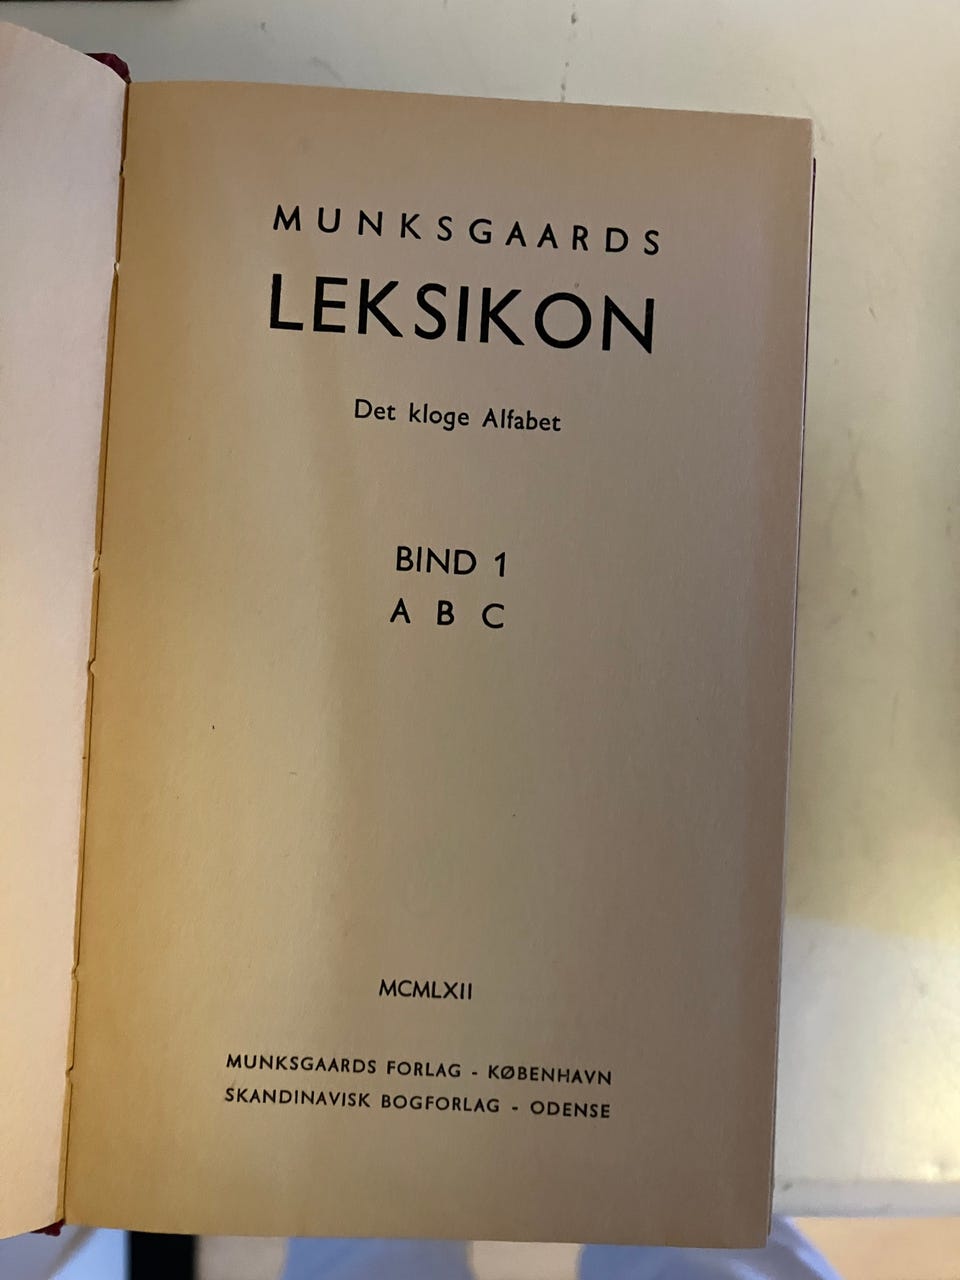 MUNKSGAARDS
LEKSIKON
Det kloge Alfabet
BIND 1
A B C
MCMLXII
MUNKSGAARDS FORLAG - KØBENHAVN
SKANDINAVISK BOGFORLAG - ODENSE